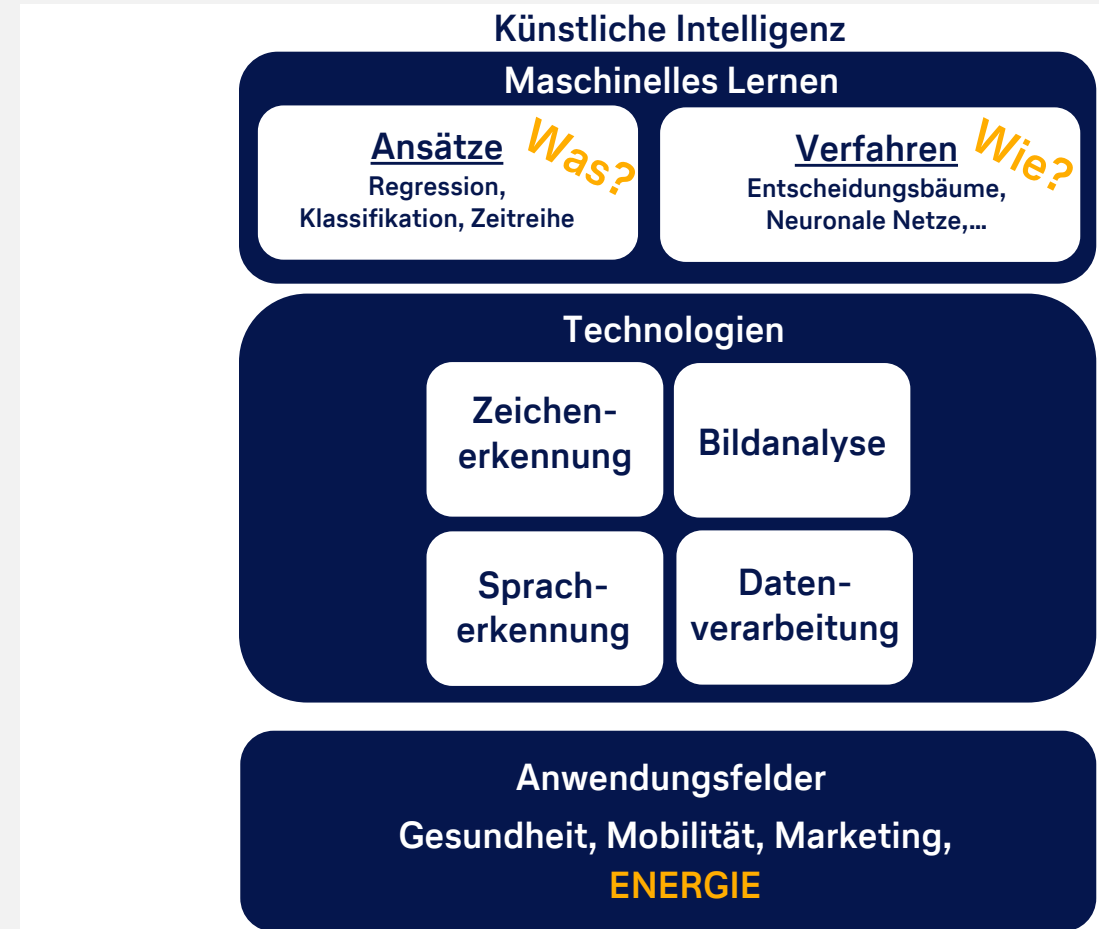 Künstliche Intelligenz
Maschinelles Lernen
Ansätze
Was?
Regression,
Klassifikation, Zeitreihe
Verfahren
Wie?
Entscheidungsbäume,
Neuronale Netze,...
Technologien
Zeichen-
erkennung
Bildanalyse
Sprach-
erkennung
Daten-
verarbeitung
Anwendungsfelder
Gesundheit, Mobilität, Marketing,
ENERGIE